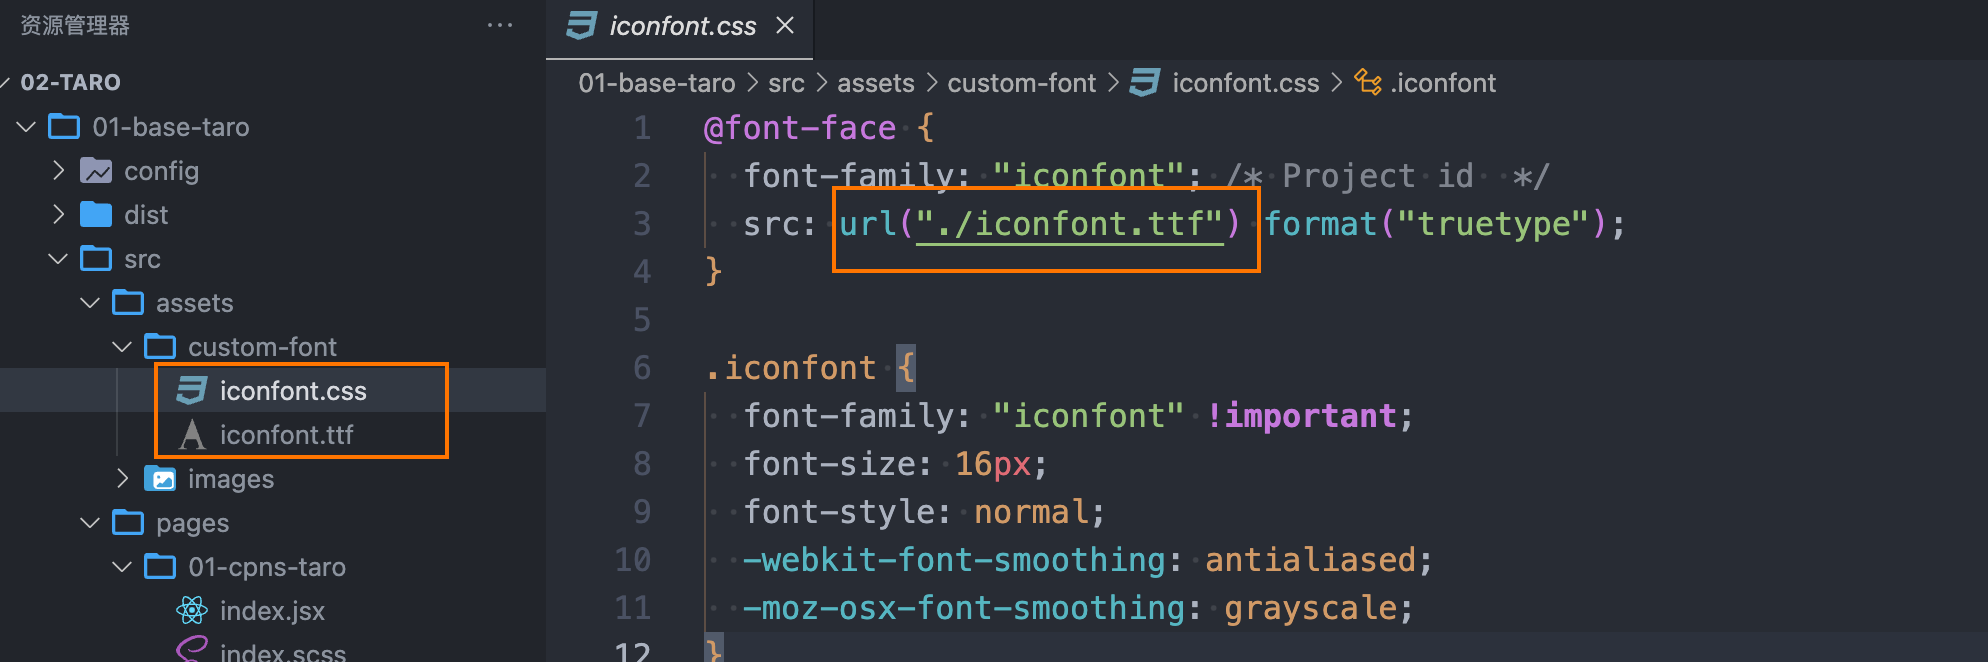 资源管理器 ···
02-TARO
01-base-taro
config
dist
src
assets
custom-font
iconfont.css
iconfont.ttf
images
pages
01-cpns-taro
index.jsx
index.scss
iconfont.css
01-base-taro > src > assets > custom-font > iconfont.css > .iconfont
1 @font-face {
2 font-family: "iconfont"; /* Project id  */
3 src: url("./iconfont.ttf") format("truetype");
4 }
5
6 .iconfont {
7 font-family: "iconfont" !important;
8 font-size: 16px;
9 font-style: normal;
10 -webkit-font-smoothing: antialiased;
11 -moz-osx-font-smoothing: grayscale;
12 }